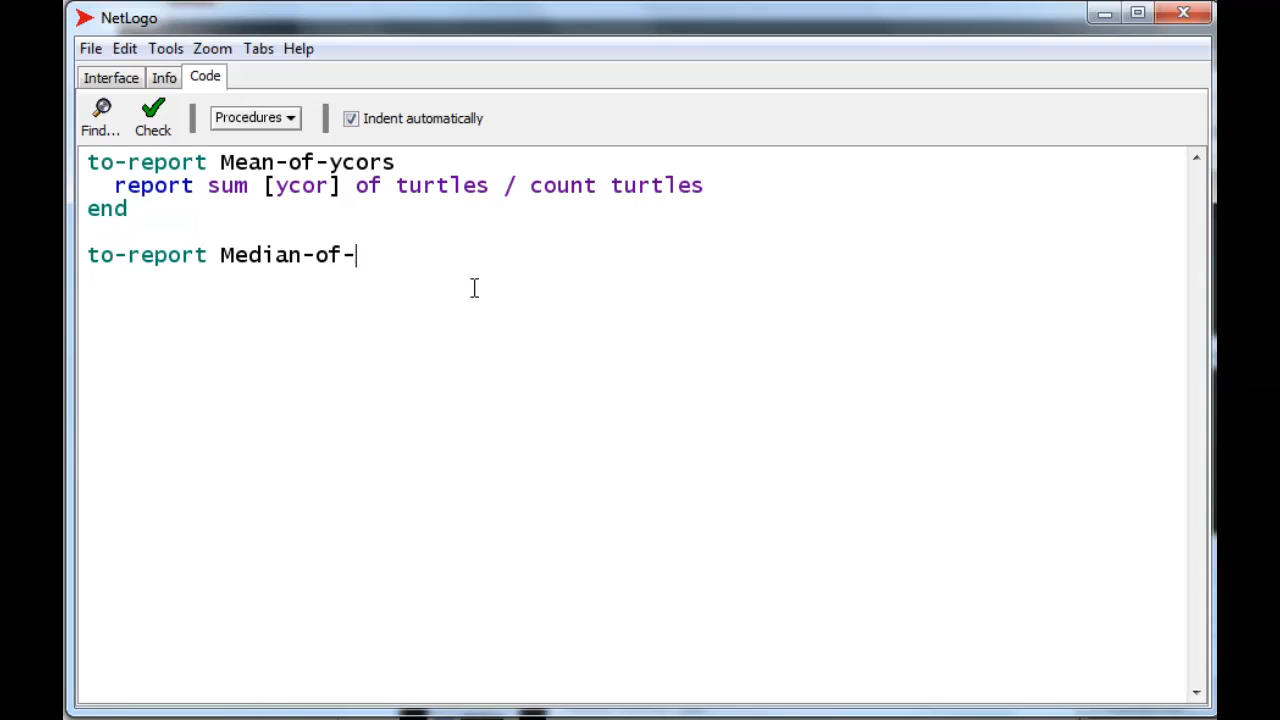 NetLogo
File Edit Tools Zoom Tabs Help
Interface Info Code
Find... Check Procedures Indent automatically
to-report Mean-of-ycors
report sum [ycor] of turtles / count turtles
end
to-report Median-of-